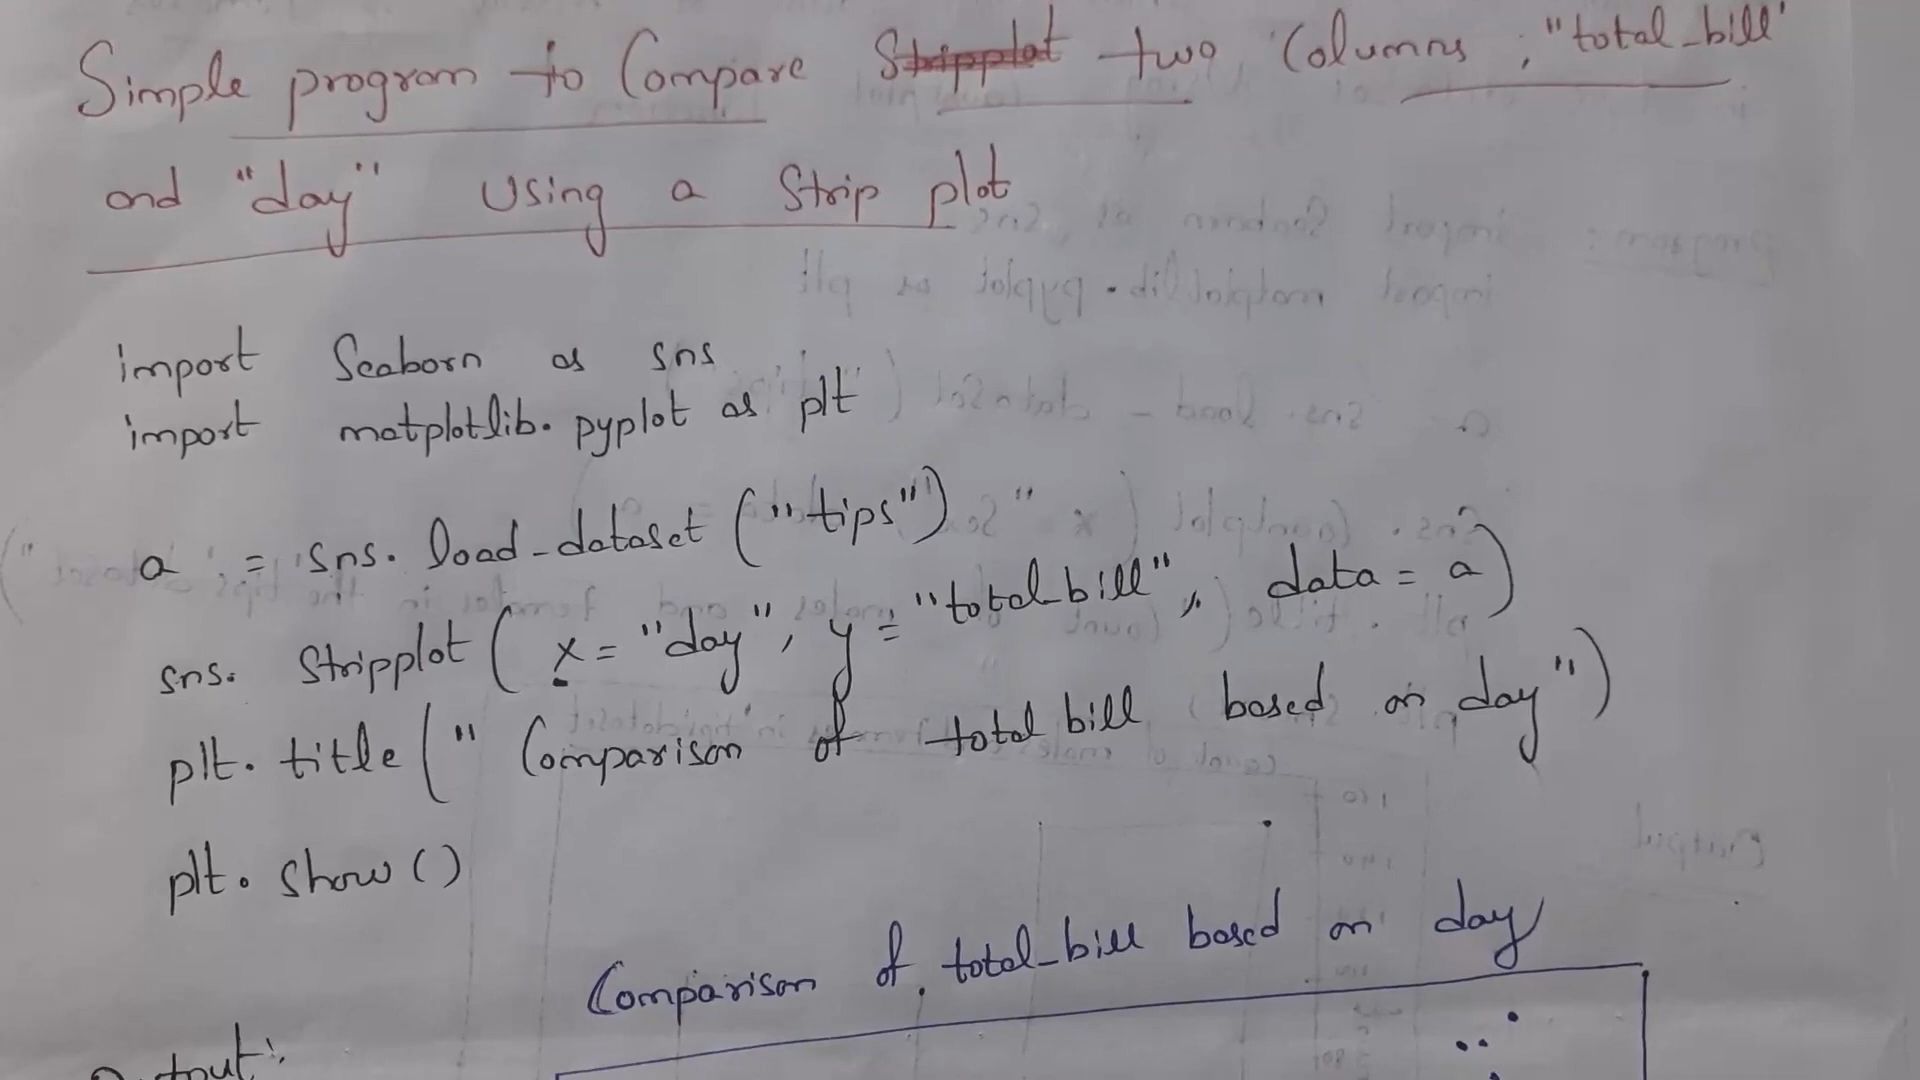 Simple program to Compare two Columns ; "total_bill"
and "day" Using a Strip plot
import Seaborn as sns
import matplotlib.pyplot as plt
a = sns.load_dataset ("tips")
sns. Stripplot ( x = "day", y = "total_bill", data = a )
plt. title ( " Comparison of total bill based on day" )
plt. show ()
Comparison of total_bill based on day
Output: